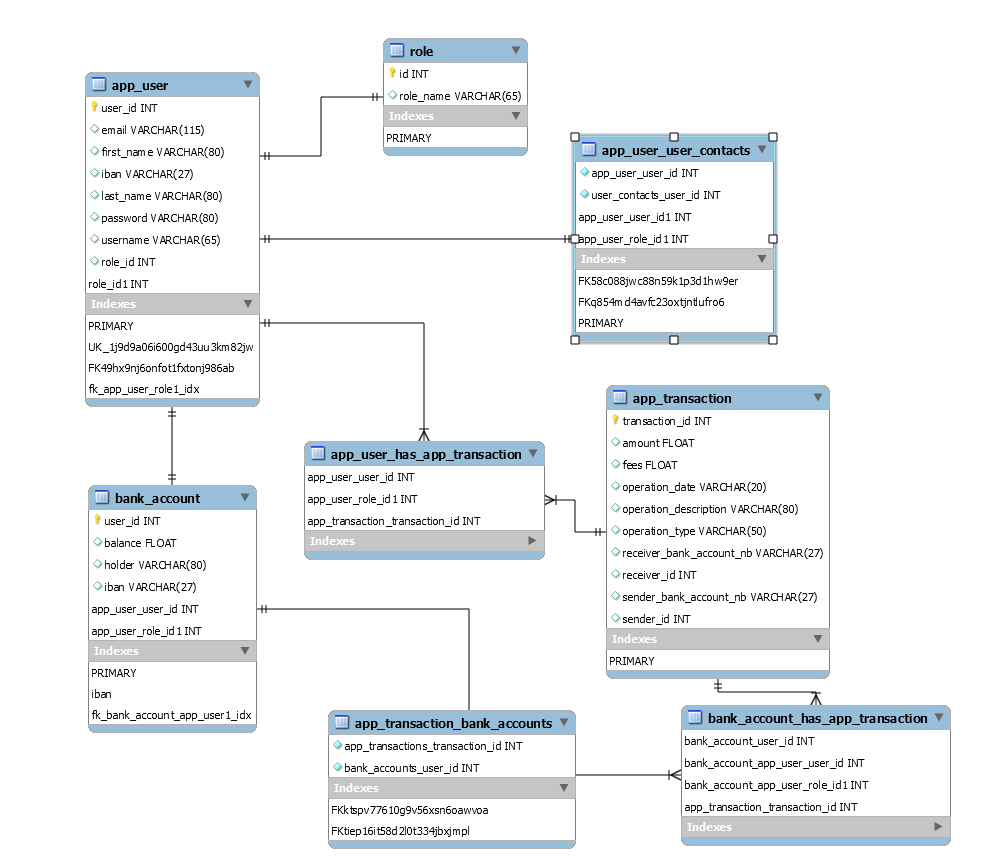 role
id INT
role_name VARCHAR(65)
Indexes
PRIMARY
app_user
user_id INT
email VARCHAR(115)
first_name VARCHAR(80)
iban VARCHAR(27)
last_name VARCHAR(80)
password VARCHAR(80)
username VARCHAR(65)
role_id INT
role_id1 INT
Indexes
PRIMARY
UK_1j9d9a06i600gd43uu3km82jw
FK49hx9nj6onfot1fxtonj986ab
fk_app_user_role1_idx
app_user_user_contacts
app_user_user_id INT
user_contacts_user_id INT
app_user_user_id1 INT
app_user_role_id1 INT
Indexes
FK58c088jwc88n59k1p3d1hw9er
FKq854md4avfc23oxtjntlufro6
PRIMARY
app_transaction
transaction_id INT
amount FLOAT
fees FLOAT
operation_date VARCHAR(20)
operation_description VARCHAR(80)
operation_type VARCHAR(50)
receiver_bank_account_nb VARCHAR(27)
receiver_id INT
sender_bank_account_nb VARCHAR(27)
sender_id INT
Indexes
PRIMARY
app_user_has_app_transaction
app_user_user_id INT
app_user_role_id1 INT
app_transaction_transaction_id INT
Indexes
bank_account
user_id INT
balance FLOAT
holder VARCHAR(80)
iban VARCHAR(27)
app_user_user_id INT
app_user_role_id1 INT
Indexes
PRIMARY
iban
fk_bank_account_app_user1_idx
app_transaction_bank_accounts
app_transactions_transaction_id INT
bank_accounts_user_id INT
Indexes
FKktspv77610g9v56xsn6oawvoa
FKtiep16it58d2l0t334jbxjmpl
bank_account_has_app_transaction
bank_account_user_id INT
bank_account_app_user_user_id INT
bank_account_app_user_role_id1 INT
app_transaction_transaction_id INT
Indexes